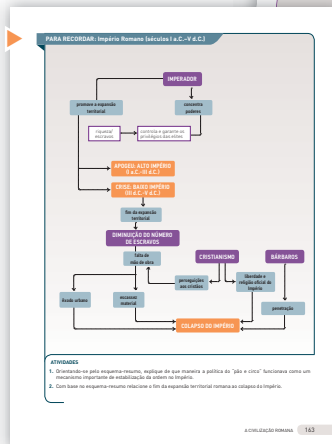 PARA RECORDAR: Império Romano (séculos I a.C.–V d.C.)
IMPERADOR
promove a expansão
territorial
concentra
poderes
riqueza/
escravos
controla e garante os
privilégios das elites
APOGEU: ALTO IMPÉRIO
(I a.C.–III d.C.)
CRISE: BAIXO IMPÉRIO
(III d.C.–V d.C.)
fim da expansão
territorial
DIMINUIÇÃO DO NÚMERO
DE ESCRAVOS
CRISTIANISMO
BÁRBAROS
falta de
mão de obra
perseguições
aos cristãos
liberdade e
religião oficial do
Império
êxodo urbano
escassez
material
penetração
COLAPSO DO IMPÉRIO
ATIVIDADES
1. Orientando-se pelo esquema-resumo, explique de que maneira a política do "pão e circo" funcionava como um
mecanismo importante de estabilização da ordem no Império.
2. Com base no esquema-resumo relacione o fim da expansão territorial romana ao colapso do Império.
A CIVILIZAÇÃO ROMANA 163